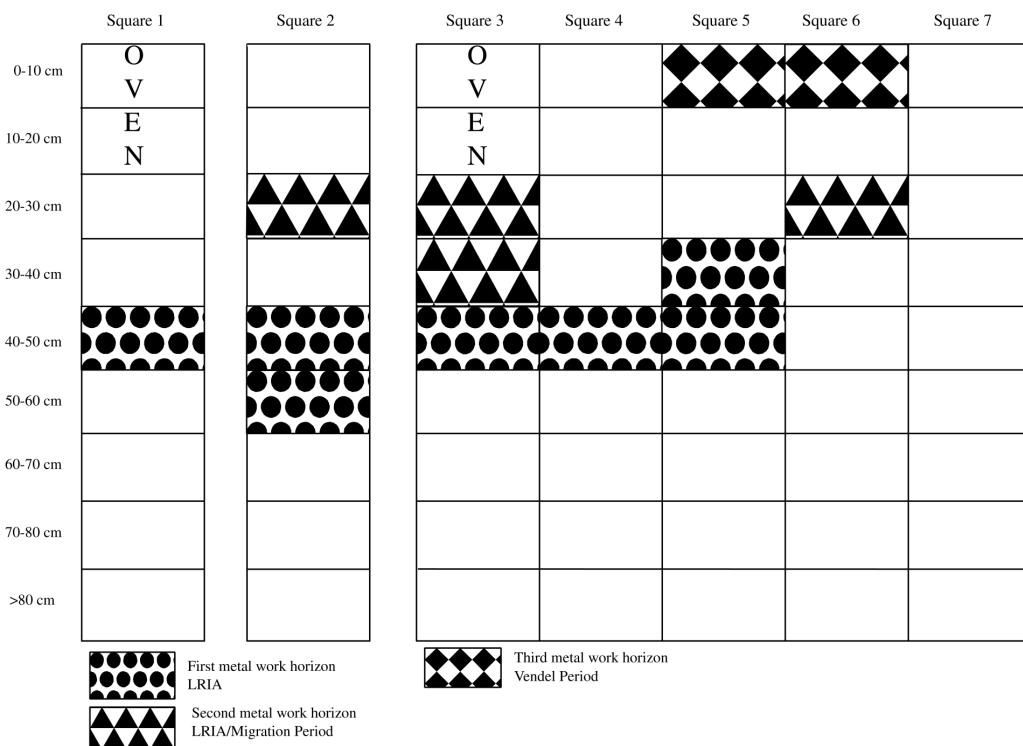 Square 1 Square 2 Square 3 Square 4 Square 5 Square 6 Square 7
0-10 cm
O O
V V
10-20 cm
E E
N N
20-30 cm
30-40 cm
40-50 cm
50-60 cm
60-70 cm
70-80 cm
>80 cm
First metal work horizon
LRIA
Second metal work horizon
LRIA/Migration Period
Third metal work horizon
Vendel Period